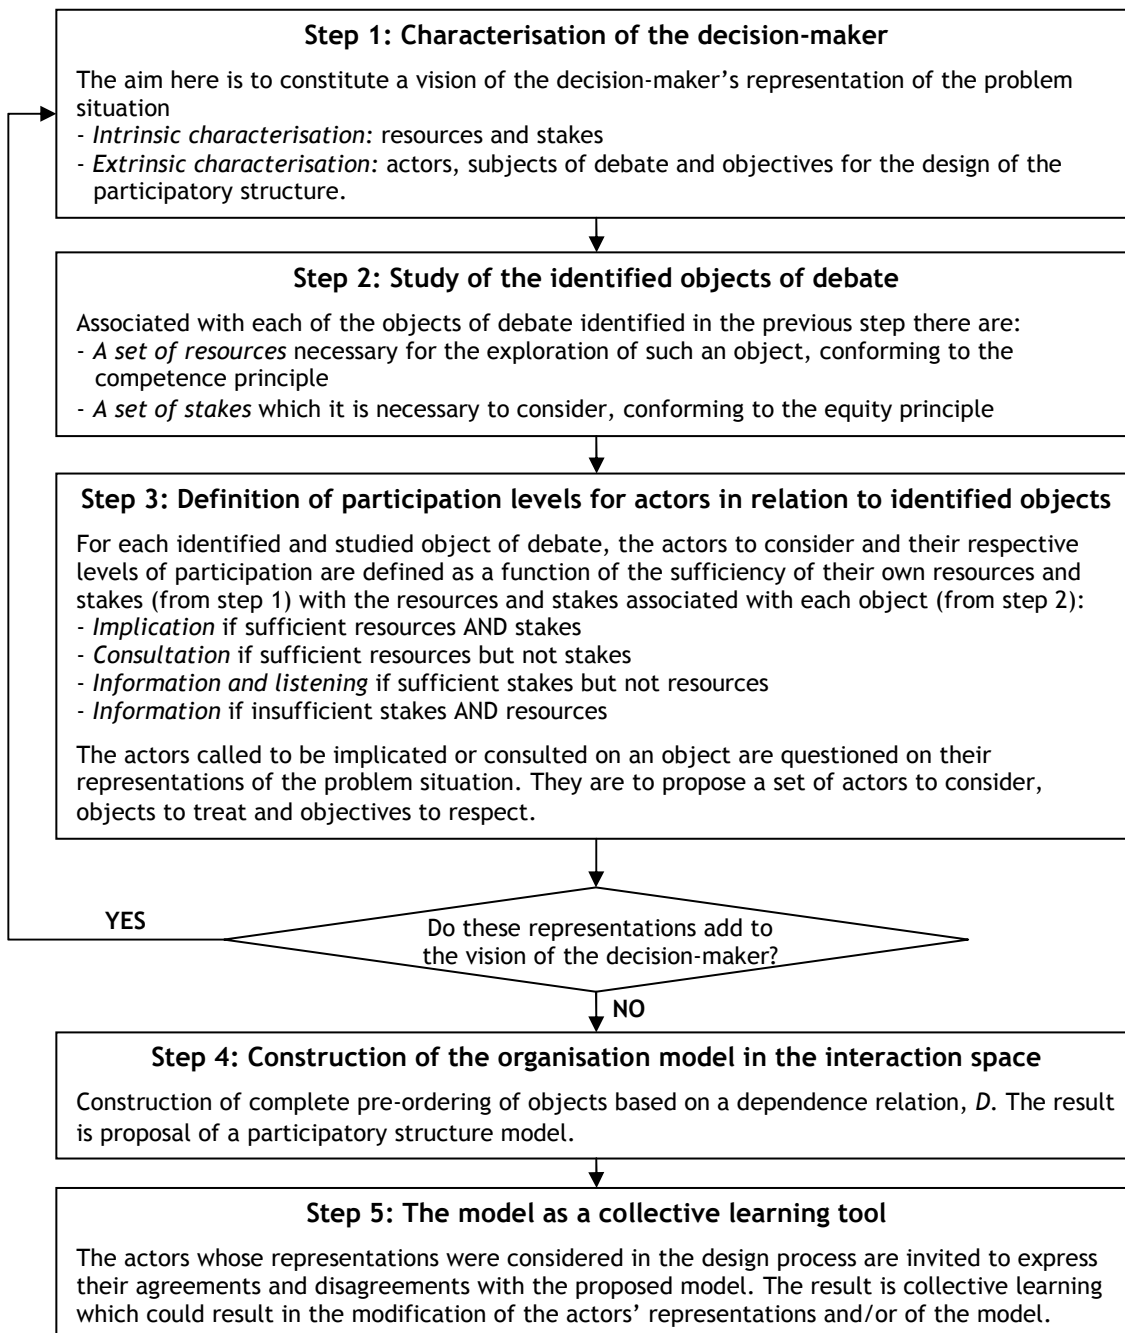 Step 1: Characterisation of the decision-maker
The aim here is to constitute a vision of the decision-maker’s representation of the problem
situation
- Intrinsic characterisation: resources and stakes
- Extrinsic characterisation: actors, subjects of debate and objectives for the design of the
participatory structure.
Step 2: Study of the identified objects of debate
Associated with each of the objects of debate identified in the previous step there are:
- A set of resources necessary for the exploration of such an object, conforming to the
competence principle
- A set of stakes which it is necessary to consider, conforming to the equity principle
Step 3: Definition of participation levels for actors in relation to identified objects
For each identified and studied object of debate, the actors to consider and their respective
levels of participation are defined as a function of the sufficiency of their own resources and
stakes (from step 1) with the resources and stakes associated with each object (from step 2):
- Implication if sufficient resources AND stakes
- Consultation if sufficient resources but not stakes
- Information and listening if sufficient stakes but not resources
- Information if insufficient stakes AND resources
The actors called to be implicated or consulted on an object are questioned on their
representations of the problem situation. They are to propose a set of actors to consider,
objects to treat and objectives to respect.
YES
Do these representations add to
the vision of the decision-maker?
NO
Step 4: Construction of the organisation model in the interaction space
Construction of complete pre-ordering of objects based on a dependence relation, D. The result
is proposal of a participatory structure model.
Step 5: The model as a collective learning tool
The actors whose representations were considered in the design process are invited to express
their agreements and disagreements with the proposed model. The result is collective learning
which could result in the modification of the actors’ representations and/or of the model.